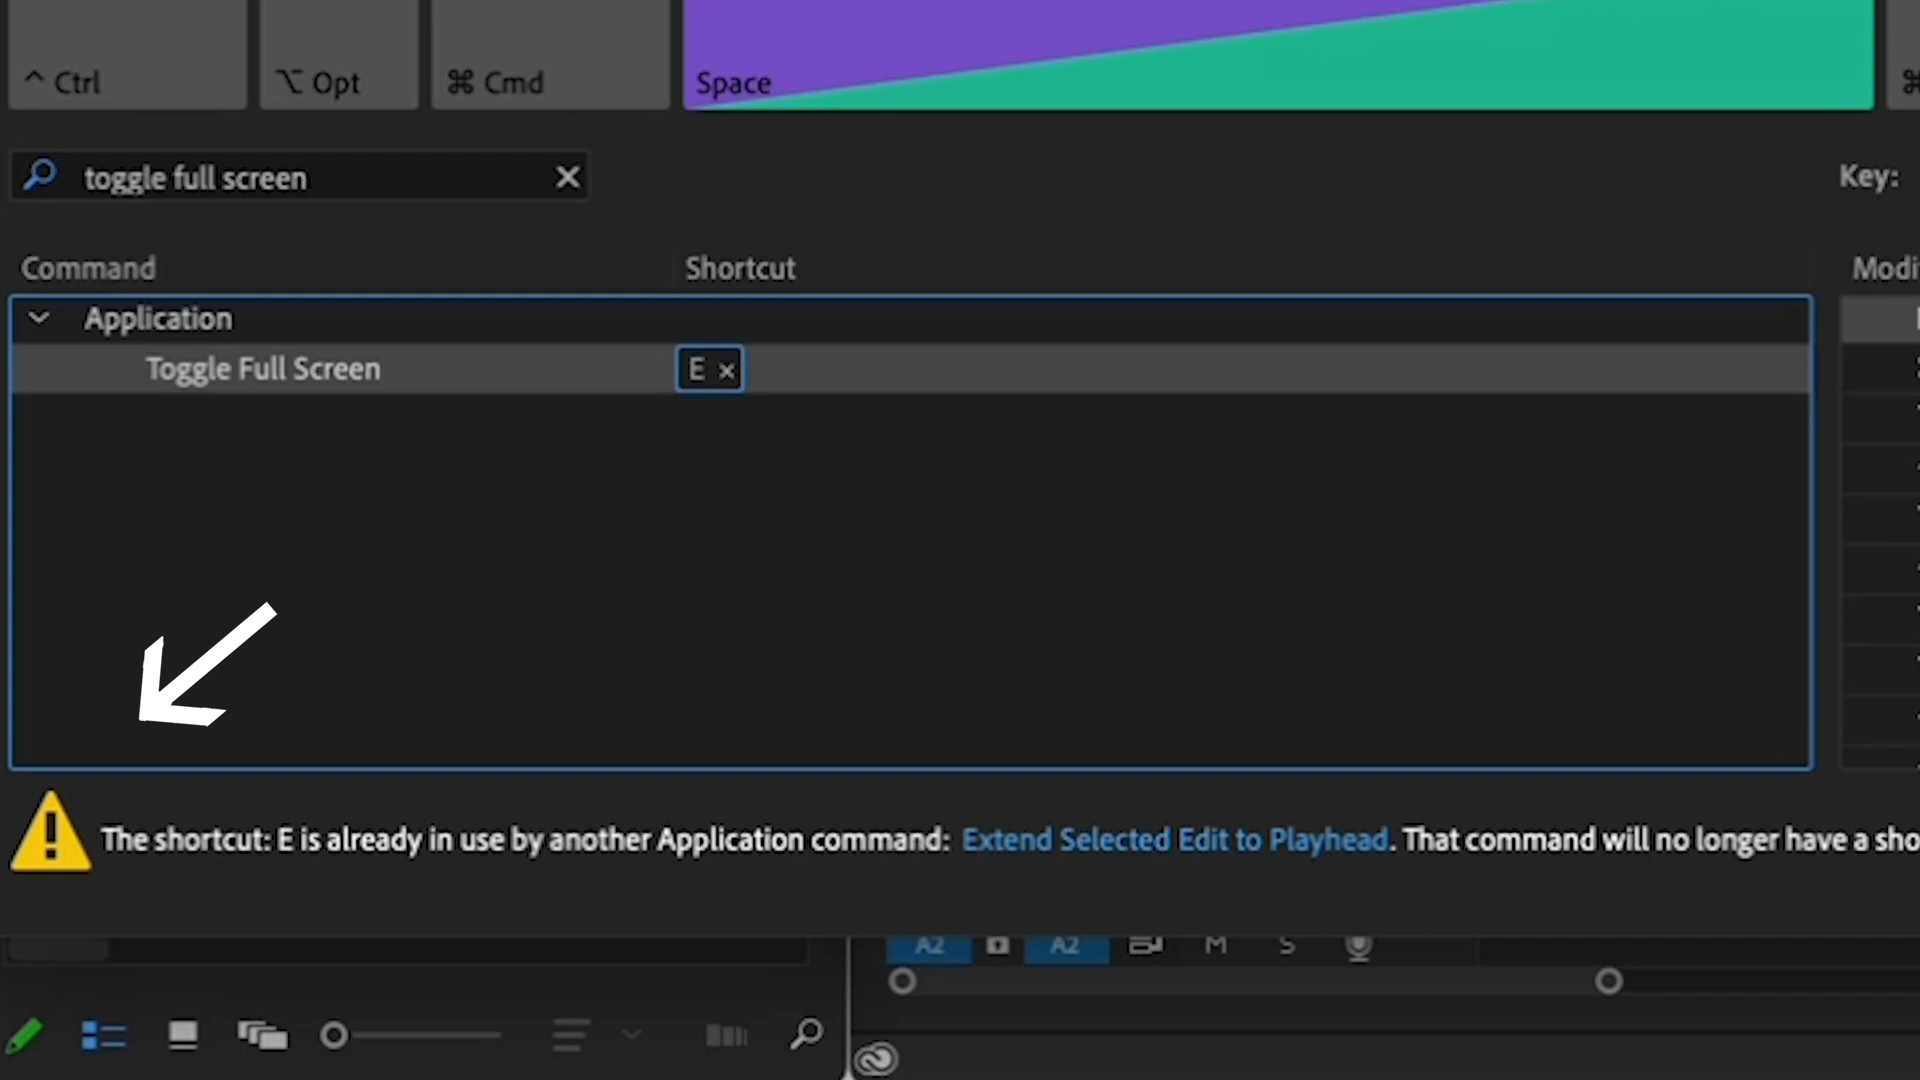 ^ Ctrl
⌥ Opt
⌘ Cmd
Space
⌘
toggle full screen
Key:
Command
Shortcut
Application
Toggle Full Screen
E ×
The shortcut: E is already in use by another Application command: Extend Selected Edit to Playhead. That command will no longer have a
A2
A2
M
S